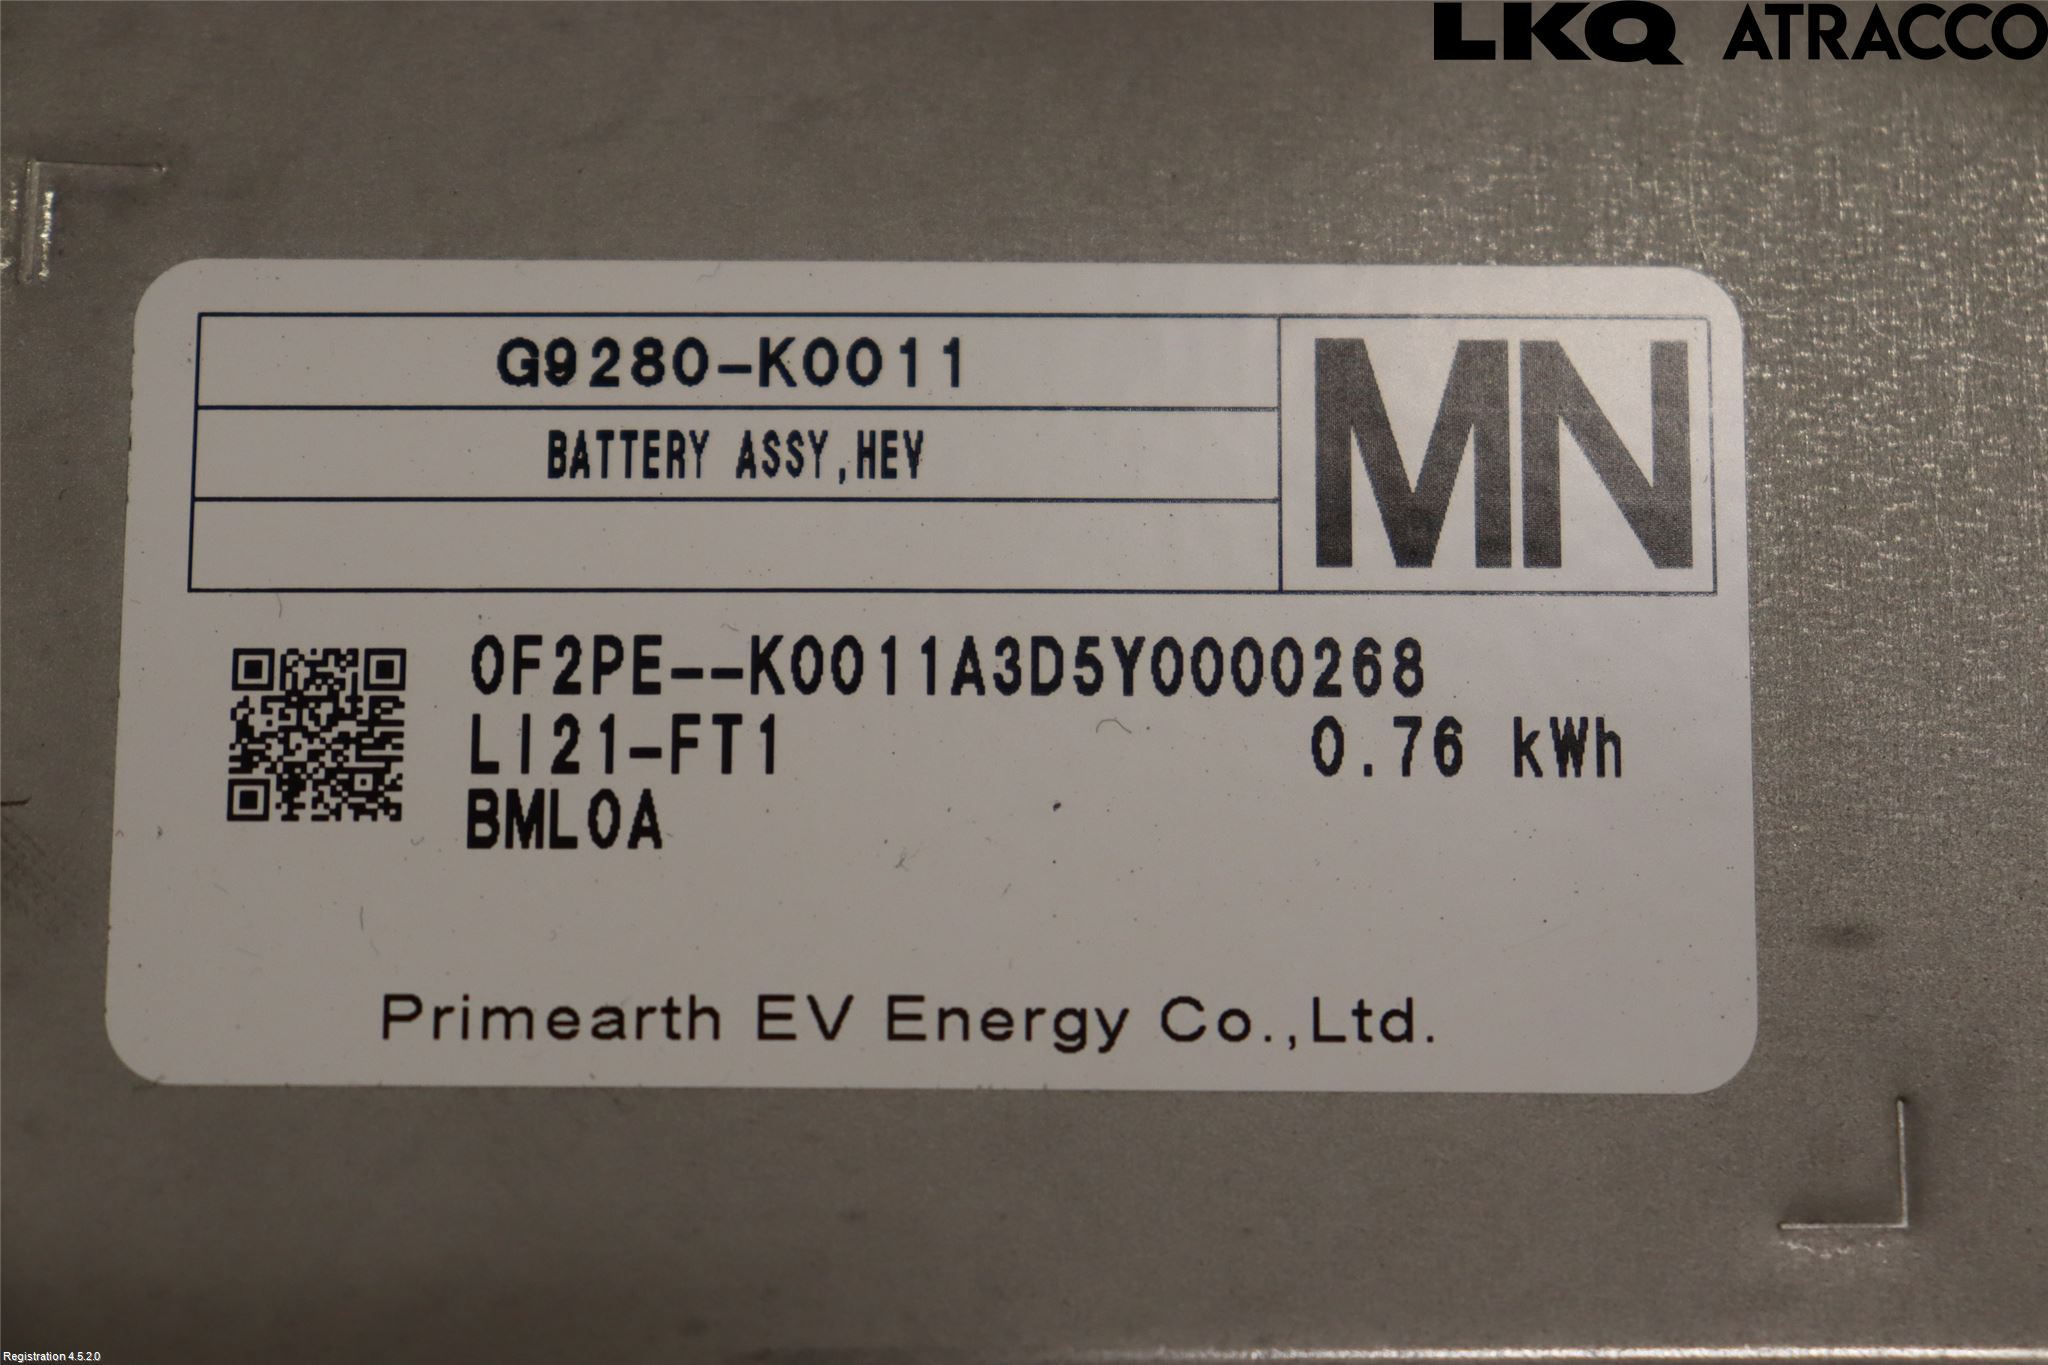 LKQ ATRACCO
G9280-K0011
BATTERY ASSY,HEV
MN
0F2PE--K0011A3D5Y0000268
LI21-FT1 0.76 kWh
BML0A
Primearth EV Energy Co.,Ltd.
Registration 4.5.2.0